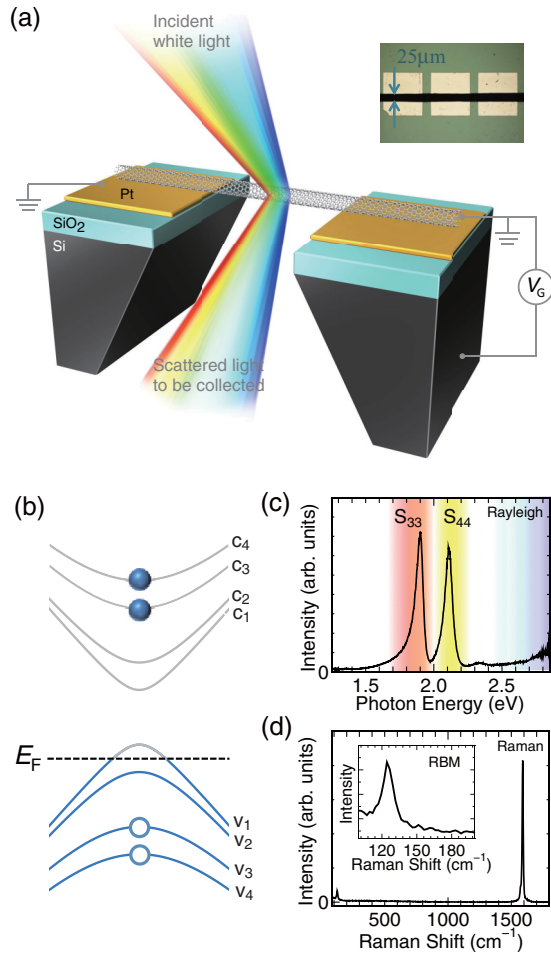 (a)
Incident
white light
25μm
Pt
SiO2
Si
VG
Scattered light
to be collected
(b)
c4
c3
c2
c1
EF
v1
v2
v3
v4
(c)
S33
S44
Rayleigh
Intensity (arb. units)
0
1.5
2.0
2.5
Photon Energy (eV)
(d)
Raman
RBM
Intensity
120
150
180
Raman Shift (cm⁻¹)
Intensity (arb. units)
0
500
1000
1500
Raman Shift (cm⁻¹)